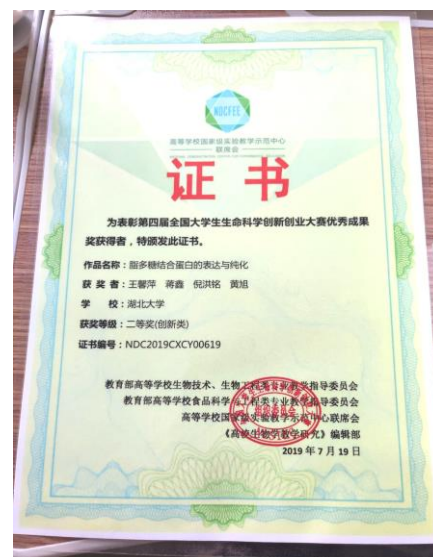 NDCFEE
高等学校国家级实验教学示范中心
联席会
证书
为表彰第四届全国大学生生命科学创新创业大赛优秀成果
奖获得者，特颁发此证书。
作品名称：脂多糖结合蛋白的表达与纯化
获 奖 者：王馨萍 蒋鑫 倪洪铭 黄旭
学 校：湖北大学
获奖等级：二等奖(创新类)
证书编号：NDC2019CXCY00619
教育部高等学校生物技术、生物工程类专业教学指导委员会
教育部高等学校食品科学与工程类专业教学指导委员会
高等学校国家级实验教学示范中心联席会
《高校生物学教学研究》编辑部
组织委员会
2019 年 7 月 19 日